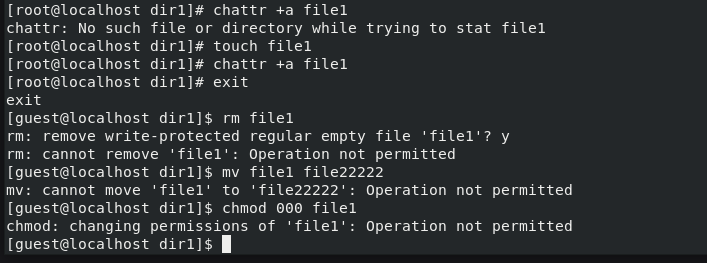 [root@localhost dir1]# chattr +a file1
chattr: No such file or directory while trying to stat file1
[root@localhost dir1]# touch file1
[root@localhost dir1]# chattr +a file1
[root@localhost dir1]# exit
exit
[guest@localhost dir1]$ rm file1
rm: remove write-protected regular empty file 'file1'? y
rm: cannot remove 'file1': Operation not permitted
[guest@localhost dir1]$ mv file1 file22222
mv: cannot move 'file1' to 'file22222': Operation not permitted
[guest@localhost dir1]$ chmod 000 file1
chmod: changing permissions of 'file1': Operation not permitted
[guest@localhost dir1]$